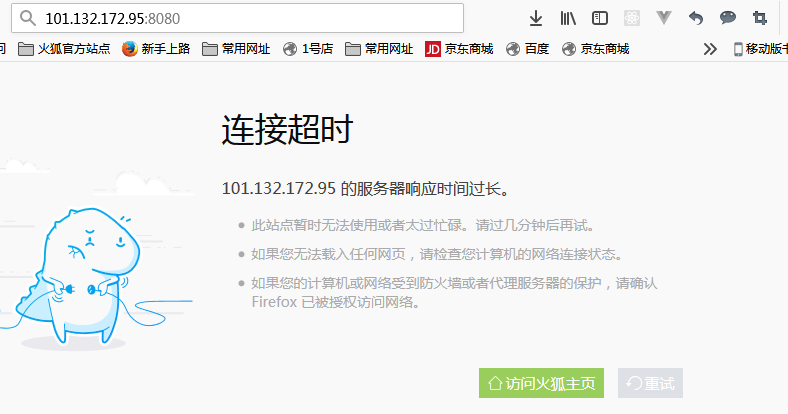 101.132.172.95:8080
问 火狐官方站点 新手上路 常用网址 1号店 常用网址 JD 京东商城 百度 京东商城 移动版书
连接超时
101.132.172.95 的服务器响应时间过长。
此站点暂时无法使用或者太过忙碌。请过几分钟后再试。
如果您无法载入任何网页，请检查您计算机的网络连接状态。
如果您的计算机或网络受到防火墙或者代理服务器的保护，请确认
Firefox 已被授权访问网络。
访问火狐主页 重试